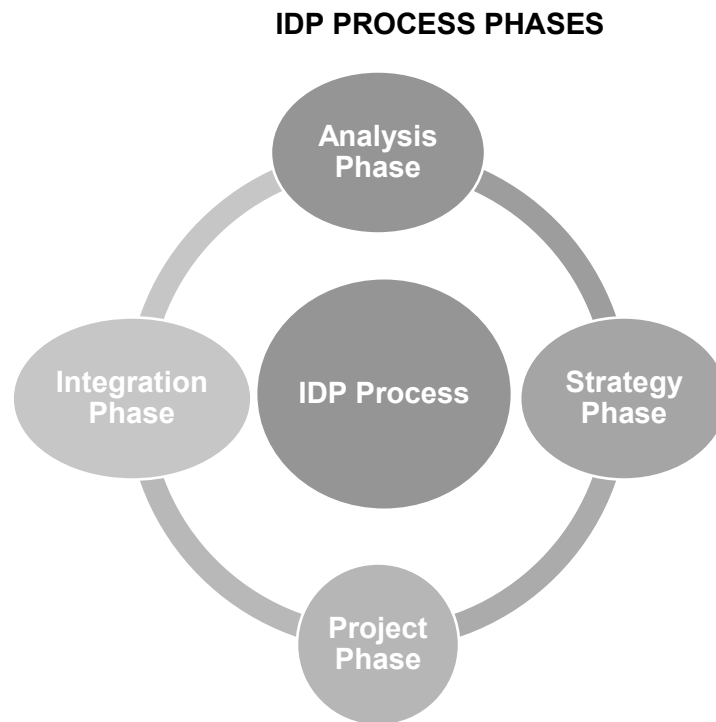 IDP PROCESS PHASES
Analysis
Phase
Integration
Phase
IDP Process
Strategy
Phase
Project
Phase